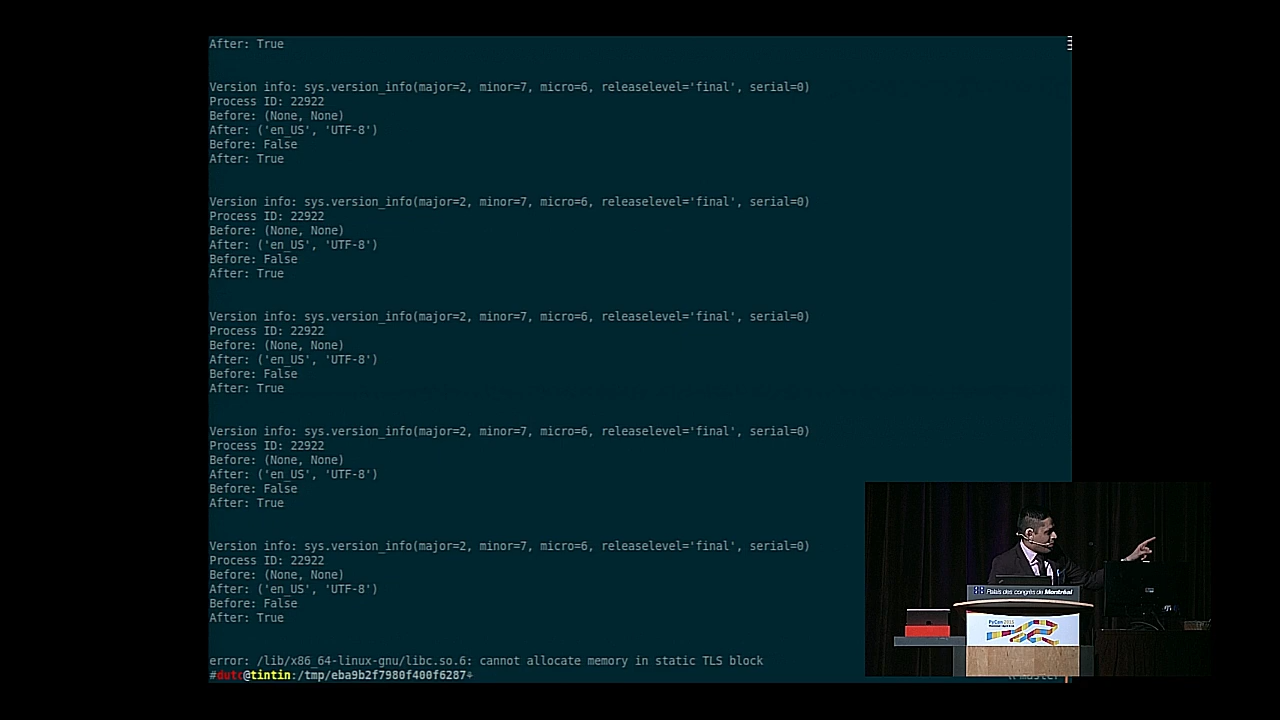 After: True
Version info: sys.version_info(major=2, minor=7, micro=6, releaselevel='final', serial=0)
Process ID: 22922
Before: (None, None)
After: ('en_US', 'UTF-8')
Before: False
After: True
Version info: sys.version_info(major=2, minor=7, micro=6, releaselevel='final', serial=0)
Process ID: 22922
Before: (None, None)
After: ('en_US', 'UTF-8')
Before: False
After: True
Version info: sys.version_info(major=2, minor=7, micro=6, releaselevel='final', serial=0)
Process ID: 22922
Before: (None, None)
After: ('en_US', 'UTF-8')
Before: False
After: True
Version info: sys.version_info(major=2, minor=7, micro=6, releaselevel='final', serial=0)
Process ID: 22922
Before: (None, None)
After: ('en_US', 'UTF-8')
Before: False
After: True
Version info: sys.version_info(major=2, minor=7, micro=6, releaselevel='final', serial=0)
Process ID: 22922
Before: (None, None)
After: ('en_US', 'UTF-8')
Before: False
After: True
error: /lib/x86_64-linux-gnu/libc.so.6: cannot allocate memory in static TLS block
#dutc@tintin:/tmp/eba9b2f7980f400f6287
Palais des congrès de Montréal
PyCon 2015